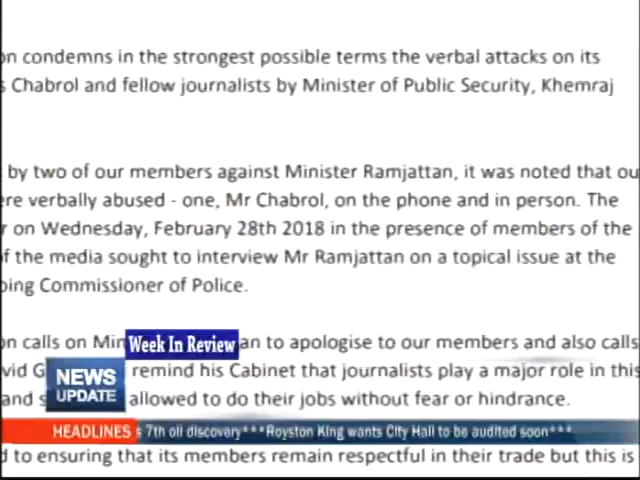 on condemns in the strongest possible terms the verbal attacks on its
s Chabrol and fellow journalists by Minister of Public Security, Khemraj
by two of our members against Minister Ramjattan, it was noted that ou
ere verbally abused - one, Mr Chabrol, on the phone and in person. The
r on Wednesday, February 28th 2018 in the presence of members of the
of the media sought to interview Mr Ramjattan on a topical issue at the
oing Commissioner of Police.
on calls on Min
Week In Review
an to apologise to our members and also calls
vid G
remind his Cabinet that journalists play a major role in this
NEWS
UPDATE
and s
allowed to do their jobs without fear or hindrance.
HEADLINES
s 7th oil discovery***Royston King wants City Hall to be audited soon***
d to ensuring that its members remain respectful in their trade but this is